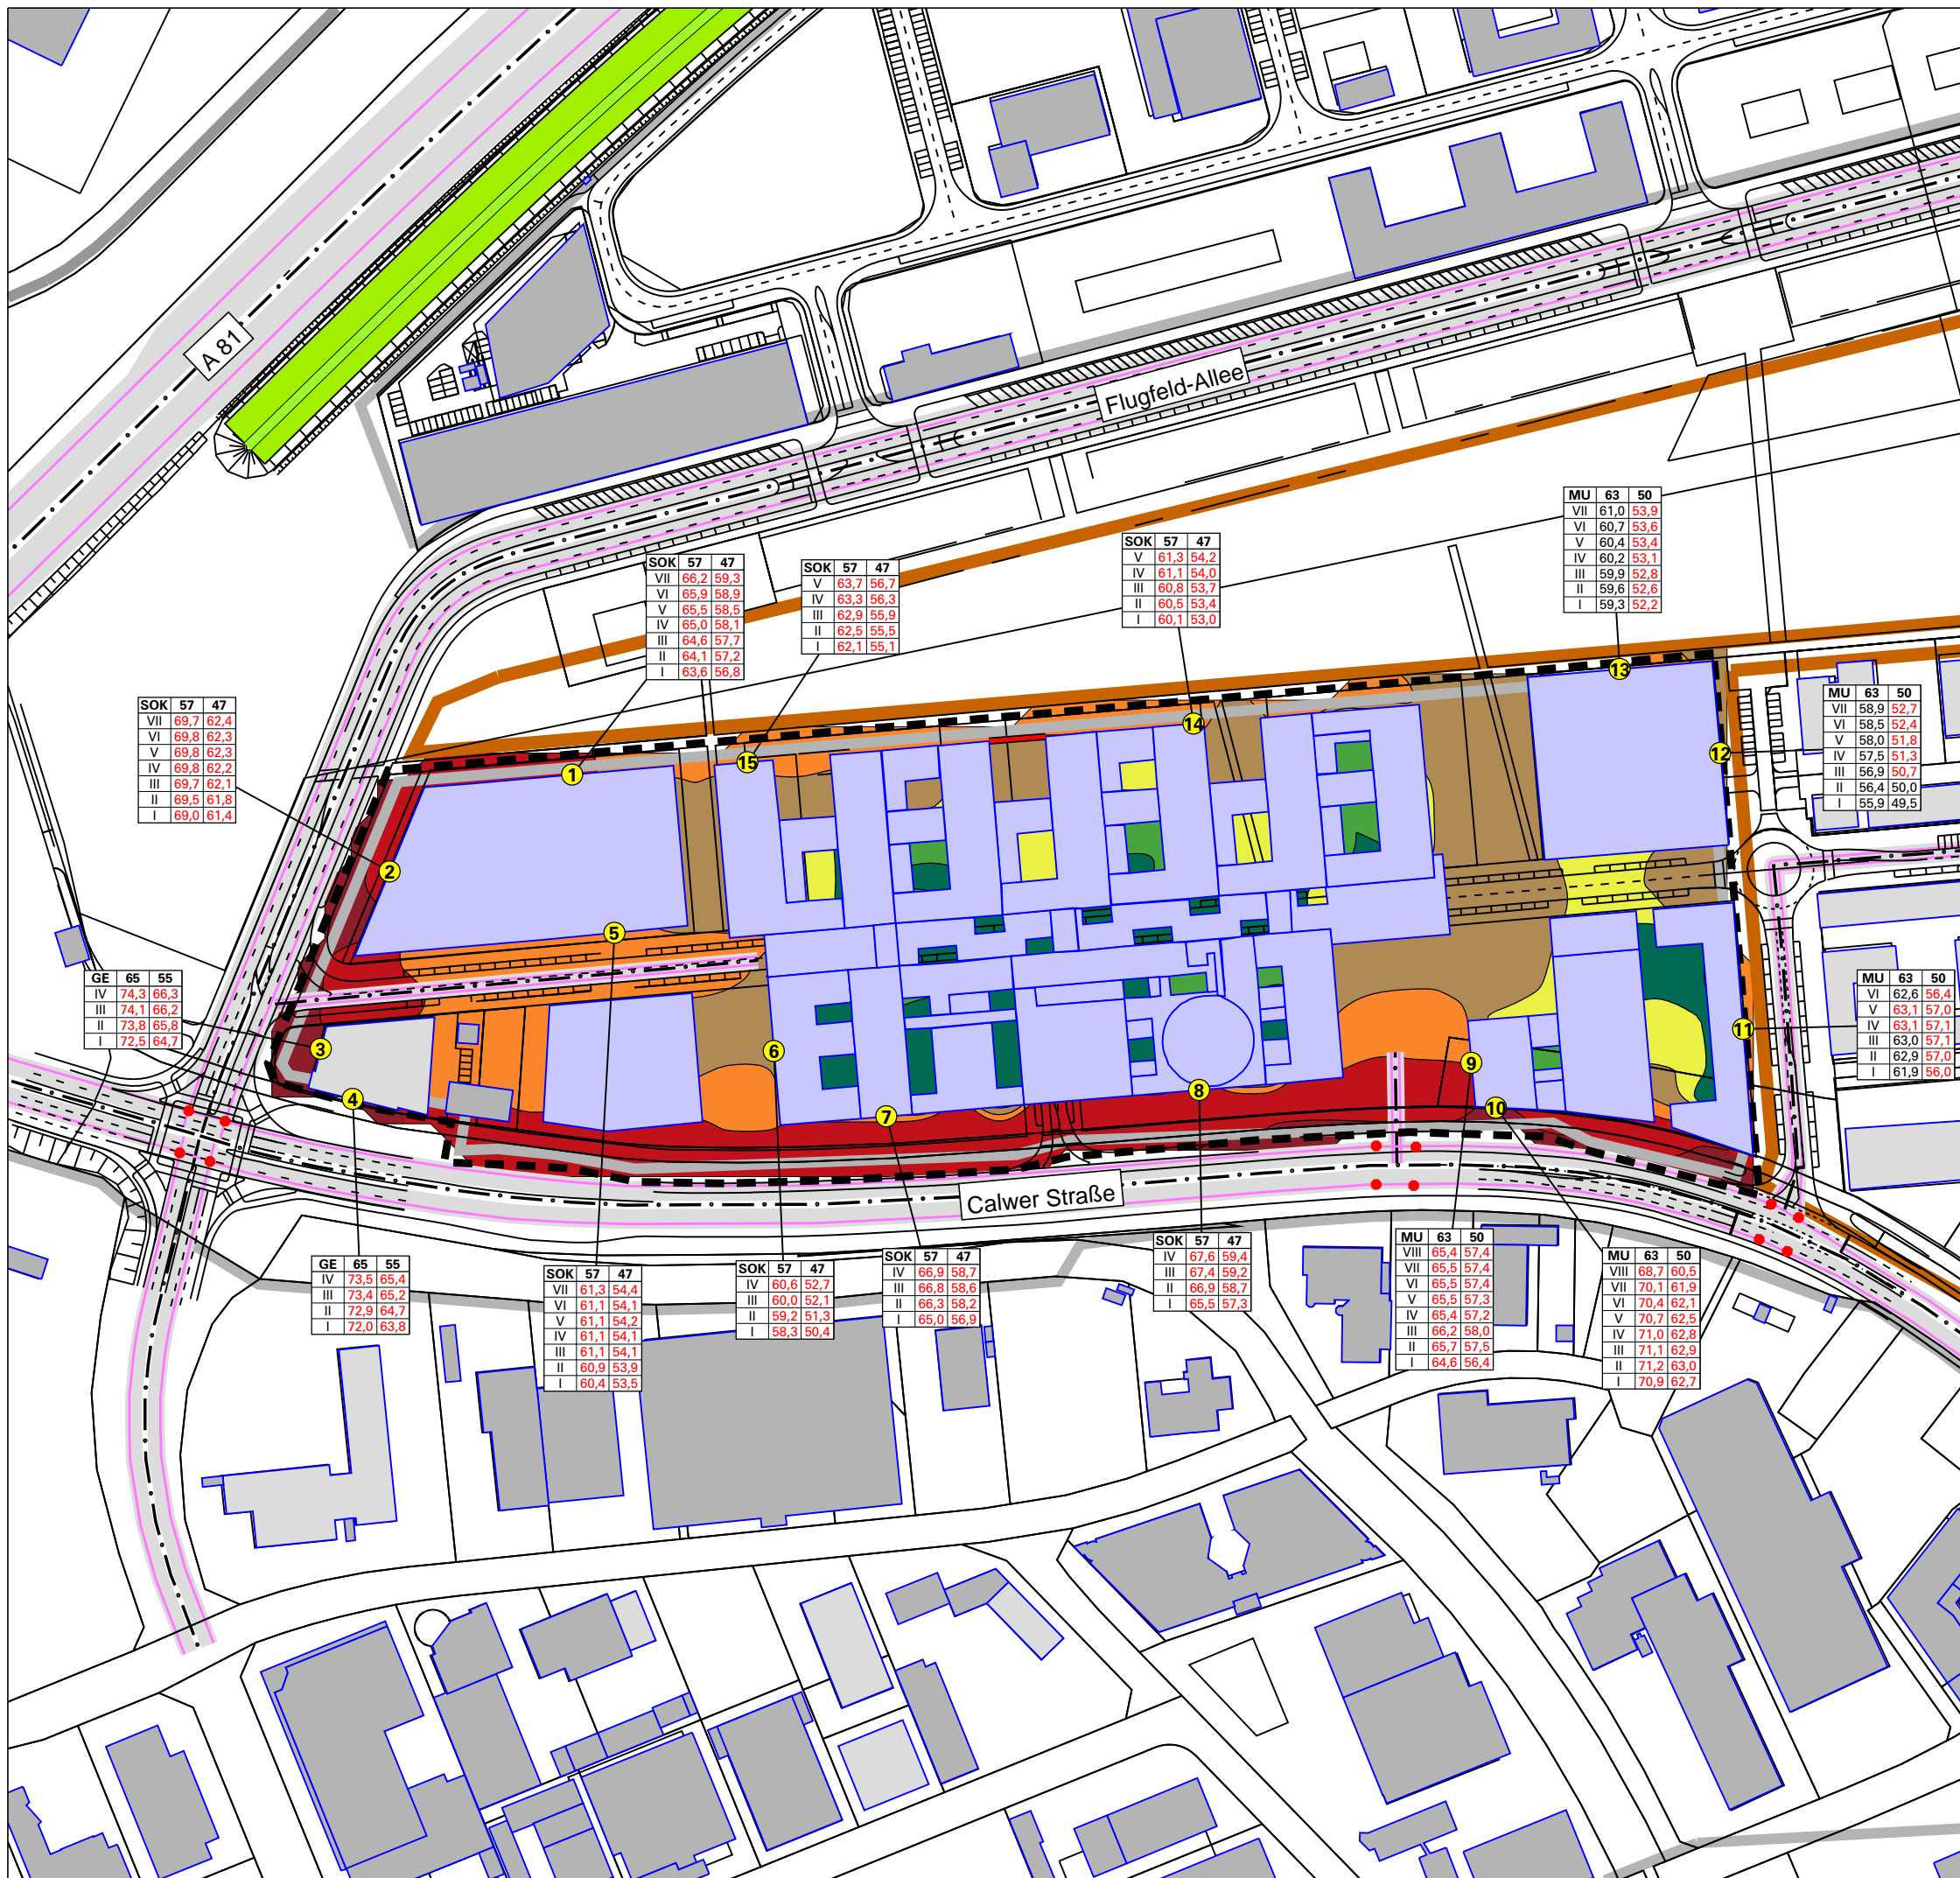 A 81
Flugfeld-Allee
MU 63 50
VII 61,0 53,9
VI 60,7 53,6
V 60,4 53,4
IV 60,2 53,1
III 59,9 52,8
II 59,6 52,6
I 59,3 52,2
SOK 57 47
V 61,3 54,2
IV 61,1 54,0
III 60,8 53,7
II 60,5 53,4
I 60,1 53,0
SOK 57 47
VII 66,2 59,3
VI 65,9 58,9
V 65,5 58,5
IV 65,0 58,1
III 64,6 57,7
II 64,1 57,2
I 63,6 56,8
SOK 57 47
V 63,7 56,7
IV 63,3 56,3
III 62,9 55,9
II 62,5 55,5
I 62,1 55,1
SOK 57 47
VII 69,7 62,4
VI 69,8 62,3
V 69,8 62,3
IV 69,8 62,2
III 69,7 62,1
II 69,5 61,8
I 69,0 61,4
MU 63 50
VII 58,9 52,7
VI 58,5 52,4
V 58,0 51,8
IV 57,5 51,3
III 56,9 50,7
II 56,4 50,0
I 55,9 49,5
13
14
12
15
1
2
5
GE 65 55
IV 74,3 66,3
III 74,1 66,2
II 73,8 65,8
I 72,5 64,7
MU 63 50
VI 62,6 56,4
V 63,1 57,0
IV 63,1 57,1
III 63,0 57,1
II 62,9 57,0
I 61,9 56,0
11
3
6
9
8
4
10
7
Calwer Straße
GE 65 55
IV 73,5 65,4
III 73,4 65,2
II 72,9 64,7
I 72,0 63,8
SOK 57 47
VII 61,3 54,4
VI 61,1 54,1
V 61,1 54,2
IV 61,1 54,1
III 61,1 54,1
II 60,9 53,9
I 60,4 53,5
SOK 57 47
IV 60,6 52,7
III 60,0 52,1
II 59,2 51,3
I 58,3 50,4
SOK 57 47
IV 66,9 58,7
III 66,8 58,6
II 66,3 58,2
I 65,0 56,9
SOK 57 47
IV 67,6 59,4
III 67,4 59,2
II 66,9 58,7
I 65,5 57,3
MU 63 50
VIII 65,4 57,4
VII 65,5 57,4
VI 65,5 57,4
V 65,5 57,3
IV 65,4 57,2
III 66,2 58,0
II 65,7 57,5
I 64,6 56,4
MU 63 50
VIII 68,7 60,5
VII 70,1 61,9
VI 70,4 62,1
V 70,7 62,5
IV 71,0 62,8
III 71,1 62,9
II 71,2 63,0
I 70,9 62,7